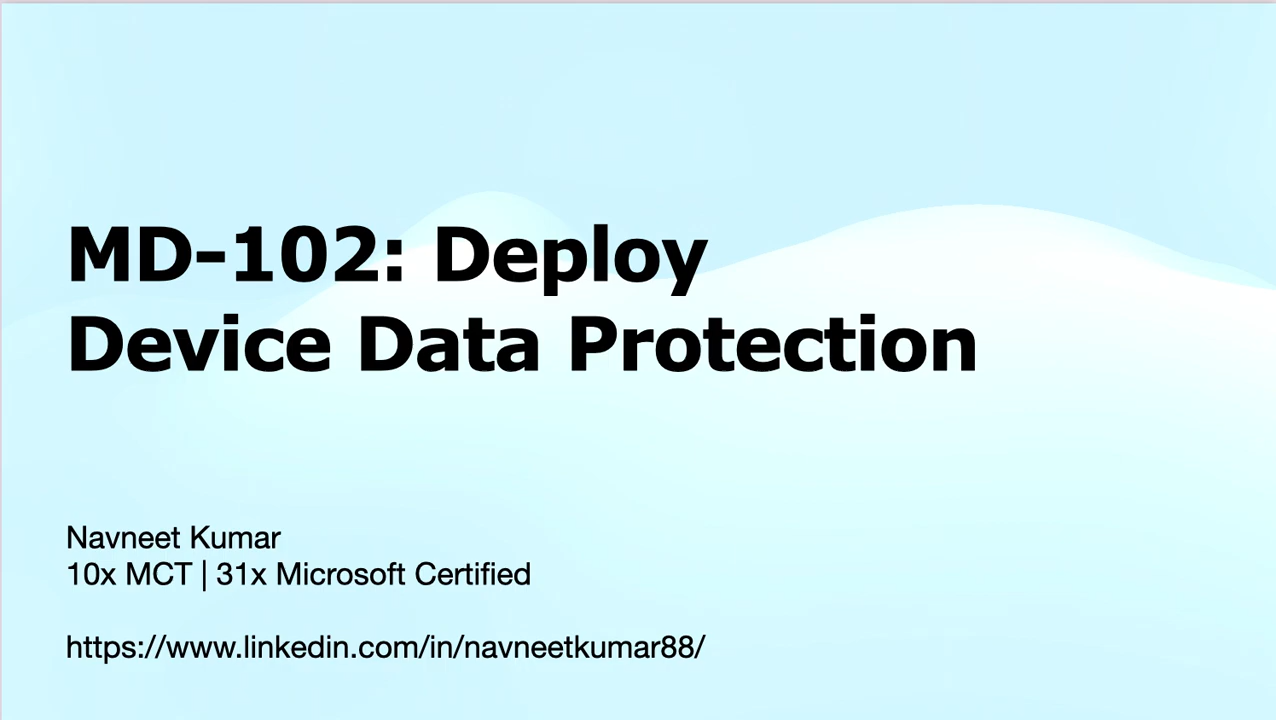 MD-102: Deploy
Device Data Protection
Navneet Kumar
10x MCT | 31x Microsoft Certified
https://www.linkedin.com/in/navneetkumar88/